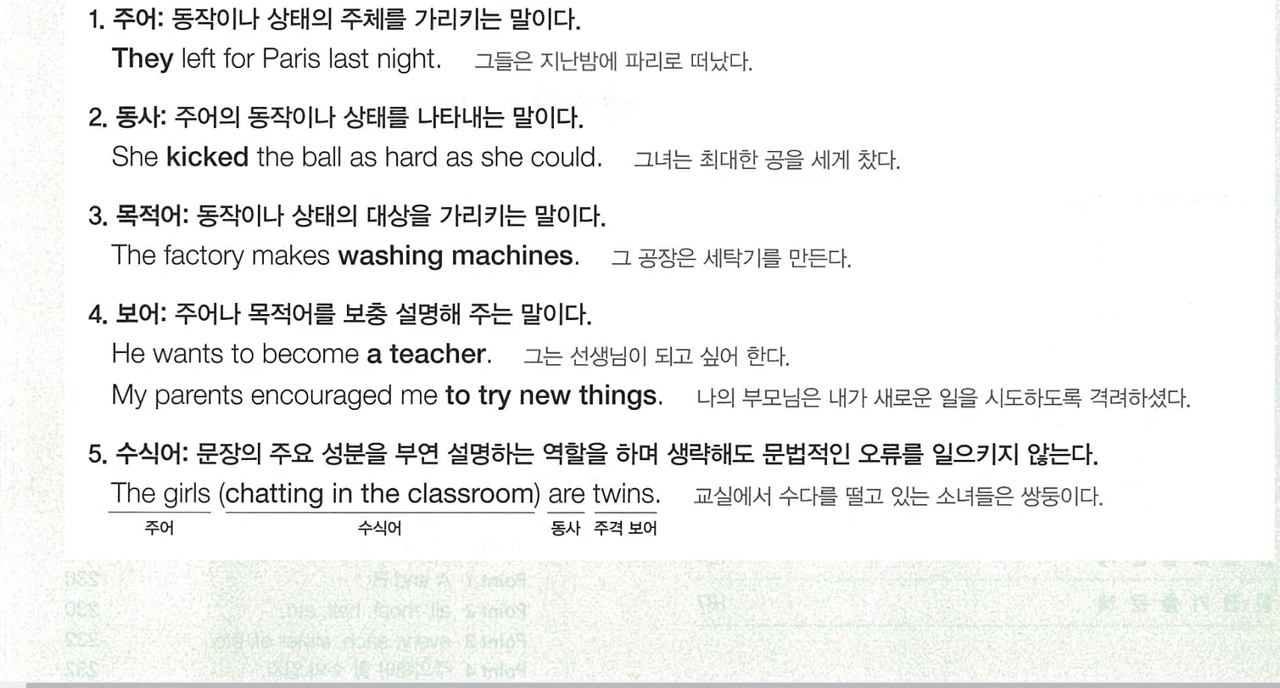 1. 주어: 동작이나 상태의 주체를 가리키는 말이다.
They left for Paris last night. 그들은 지난밤에 파리로 떠났다.
2. 동사: 주어의 동작이나 상태를 나타내는 말이다.
She kicked the ball as hard as she could. 그녀는 최대한 공을 세게 찼다.
3. 목적어: 동작이나 상태의 대상을 가리키는 말이다.
The factory makes washing machines. 그 공장은 세탁기를 만든다.
4. 보어: 주어나 목적어를 보충 설명해 주는 말이다.
He wants to become a teacher. 그는 선생님이 되고 싶어 한다.
My parents encouraged me to try new things. 나의 부모님은 내가 새로운 일을 시도하도록 격려하셨다.
5. 수식어: 문장의 주요 성분을 부연 설명하는 역할을 하며 생략해도 문법적인 오류를 일으키지 않는다.
The girls (chatting in the classroom) are twins. 교실에서 수다를 떨고 있는 소녀들은 쌍둥이다.
주어 수식어 동사 주격 보어